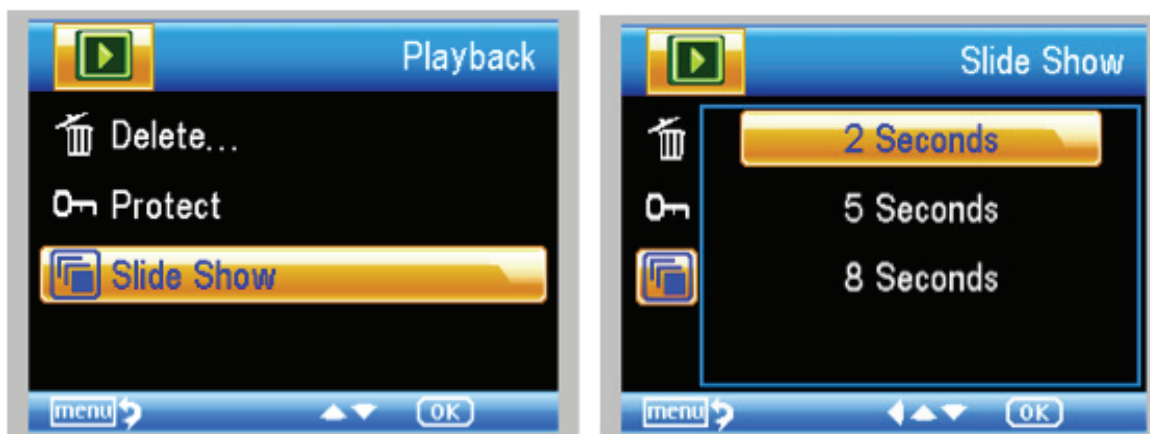 Playback
Delete...
Protect
Slide Show
menu OK
Slide Show
2 Seconds
5 Seconds
8 Seconds
menu OK